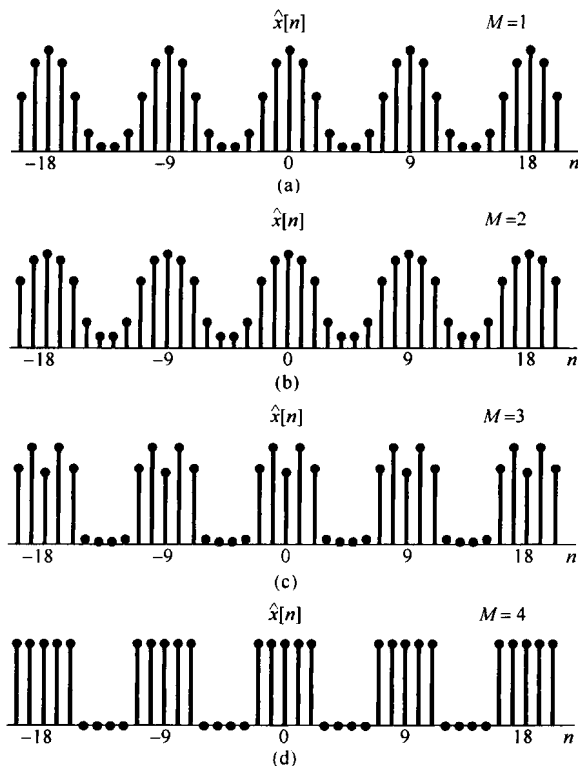 x̂[n] M=1
−18 −9 0 9 18 n
(a)
x̂[n] M=2
−18 −9 0 9 18 n
(b)
x̂[n] M=3
−18 −9 0 9 18 n
(c)
x̂[n] M=4
−18 −9 0 9 18 n
(d)